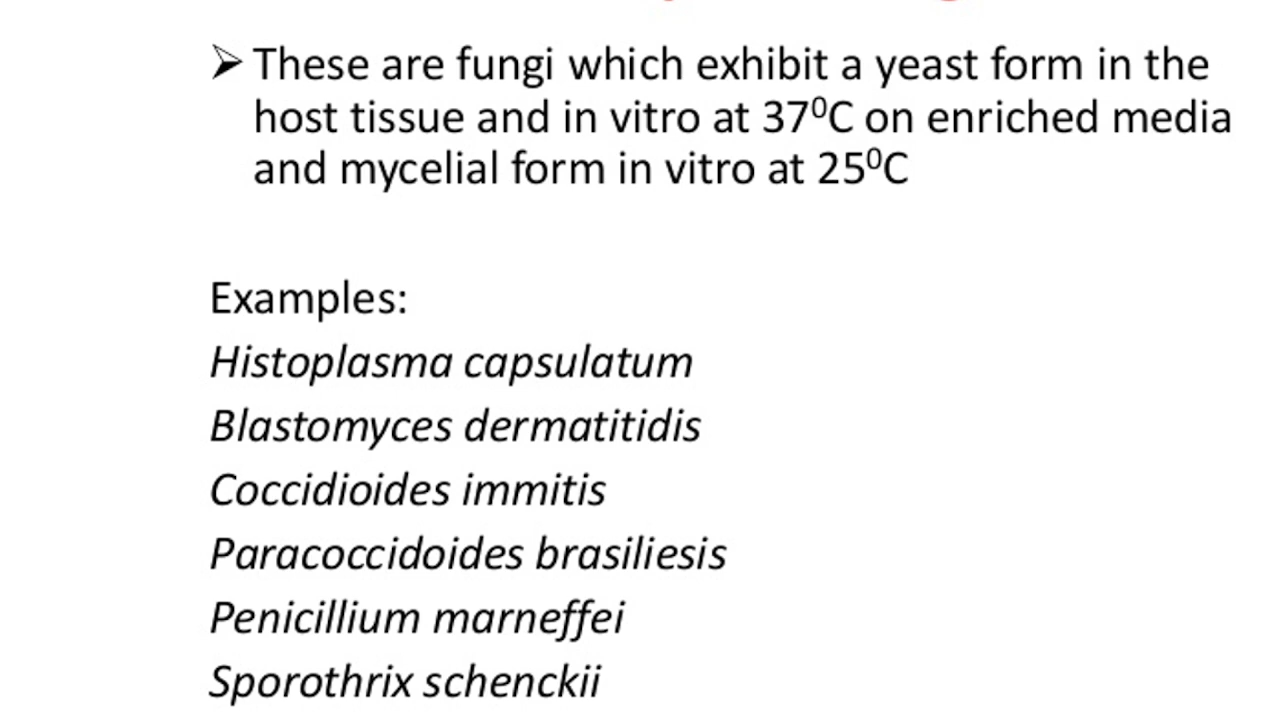 ➢ These are fungi which exhibit a yeast form in the
host tissue and in vitro at 37⁰C on enriched media
and mycelial form in vitro at 25⁰C
Examples:
Histoplasma capsulatum
Blastomyces dermatitidis
Coccidioides immitis
Paracoccidoides brasiliesis
Penicillium marneffei
Sporothrix schenckii